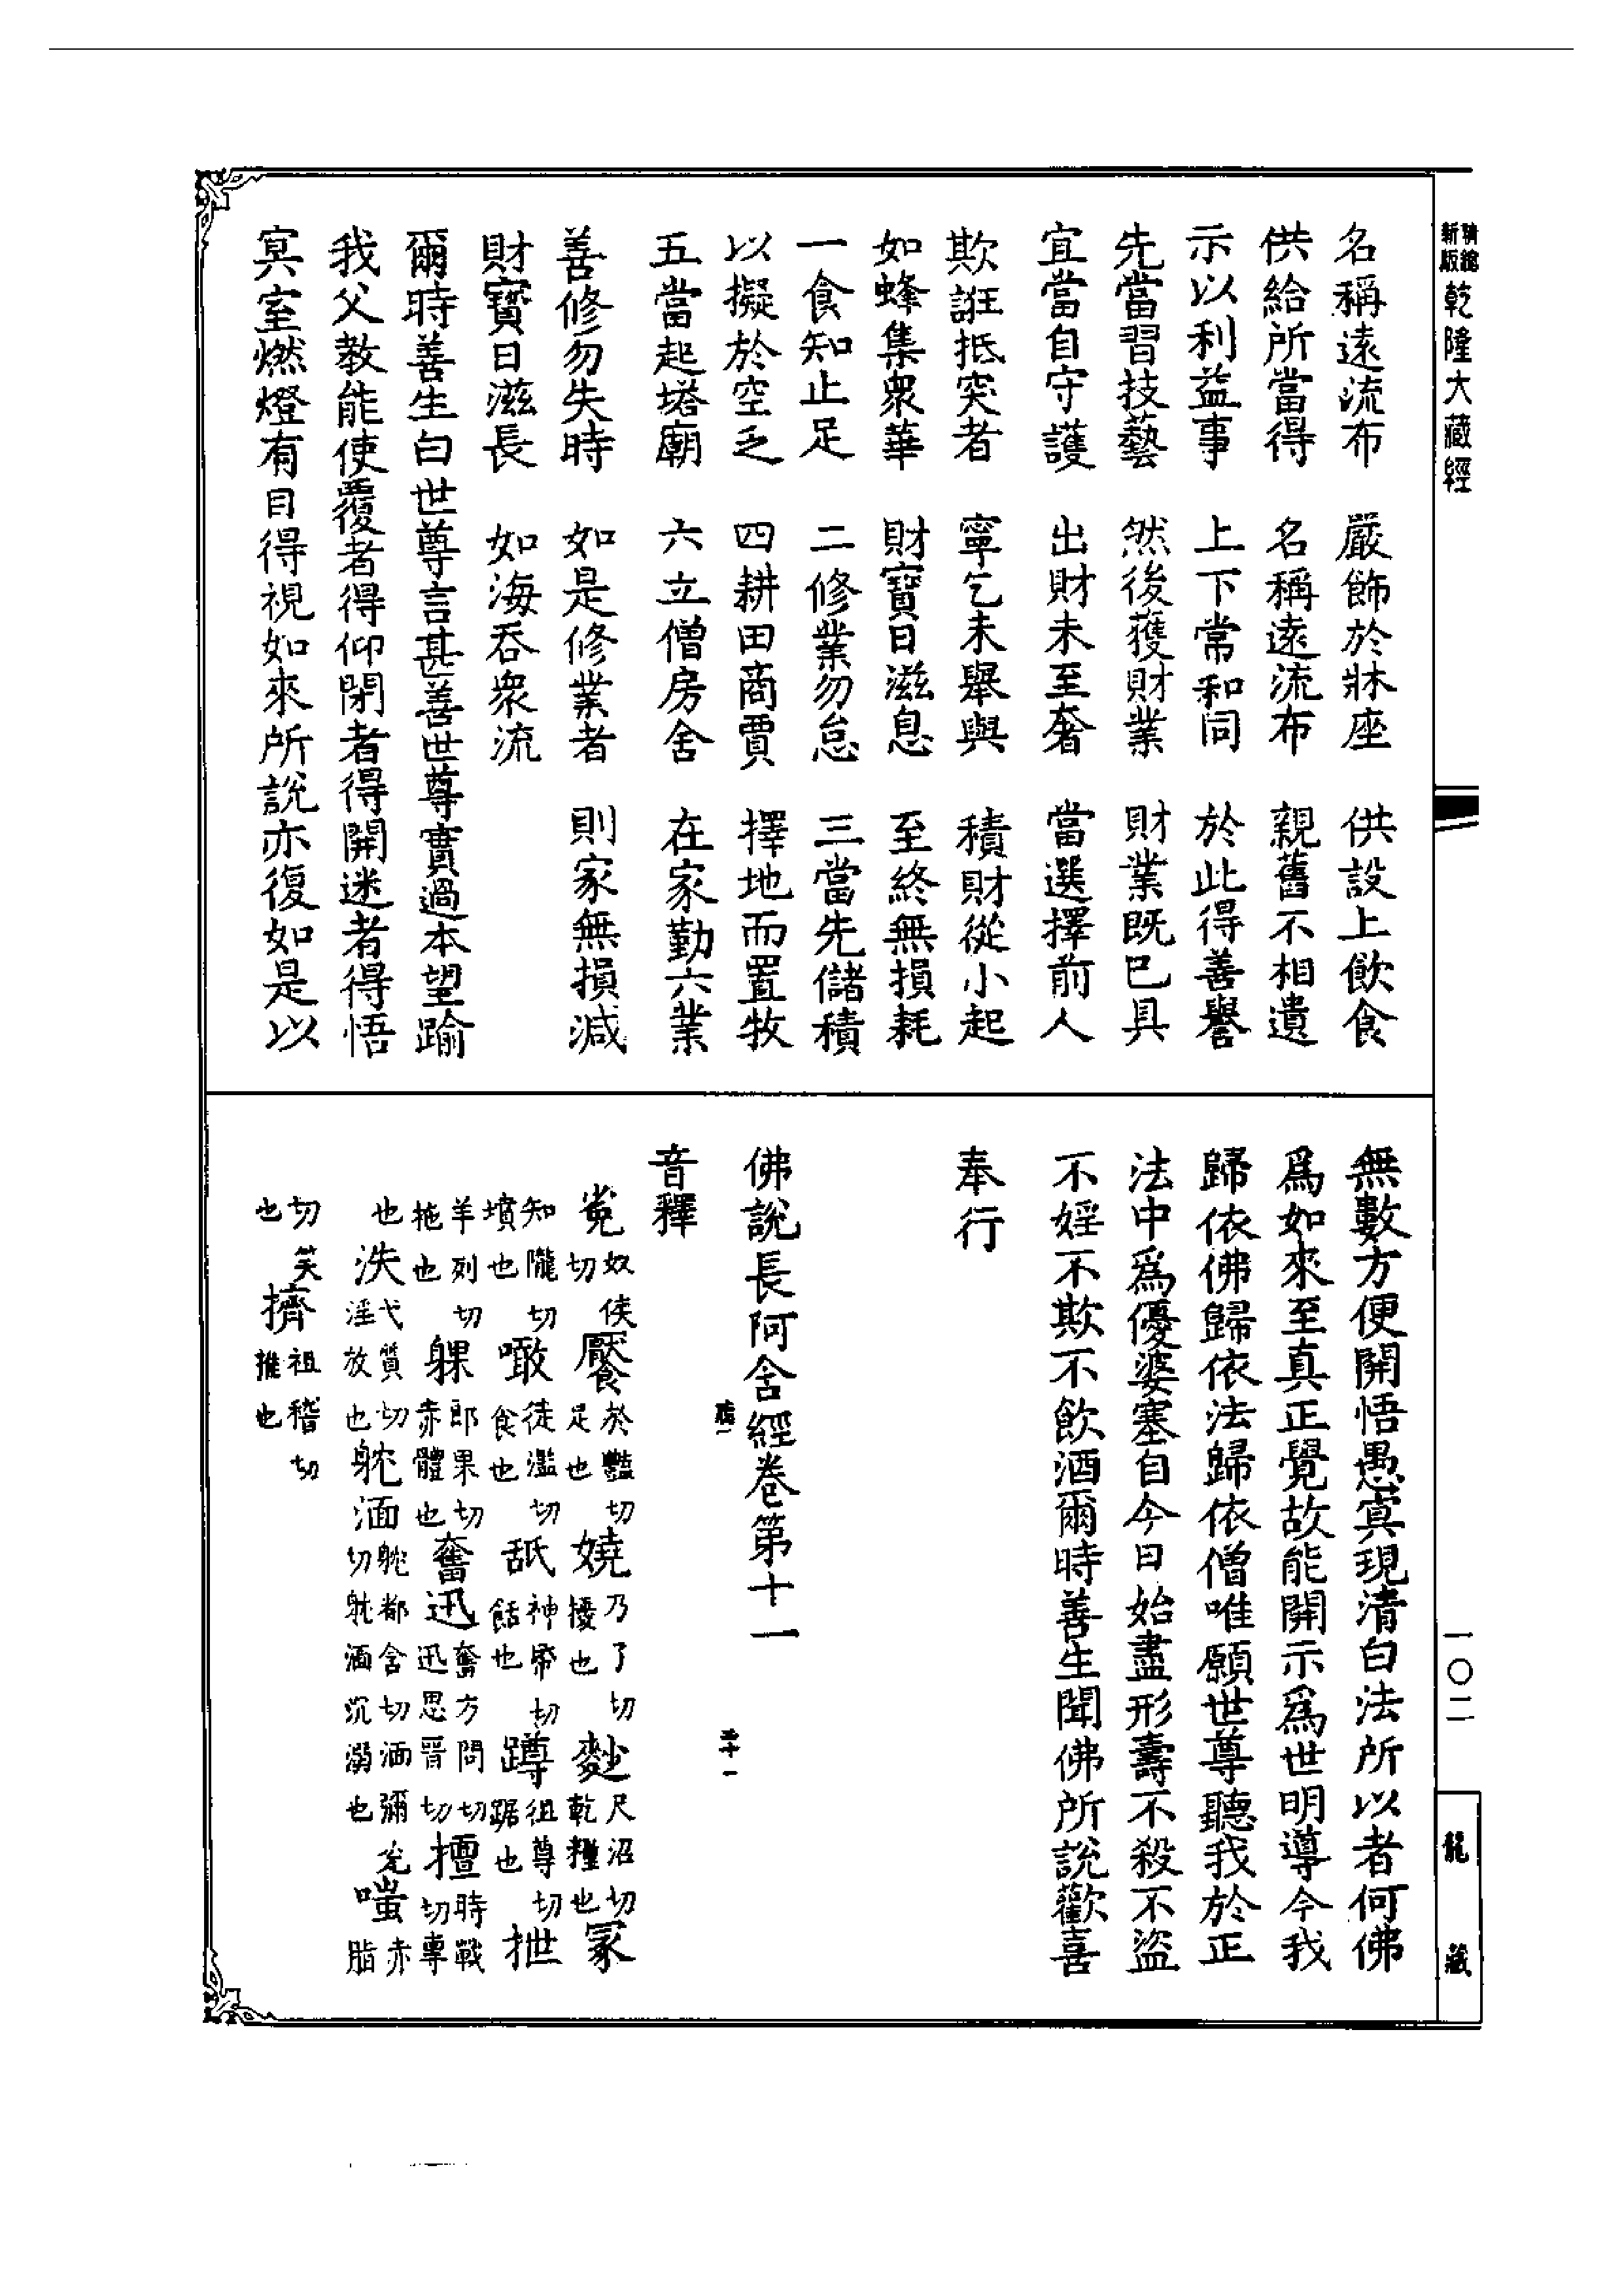 新版
精縮
乾隆大藏經
一〇二
龍藏
名稱遠流布　嚴飾於牀座　供設上飲食
供給所當得　名稱遠流布　親舊不相遺
示以利益事　上下常和同　於此得善譽
先當習技藝　然後獲財業　財業既已具
宜當自守護　出財未至奢　當選擇前人
欺誑抵突者　寧乞未舉與　積財從小起
如蜂集衆華　財寶日滋息　至終無損耗
一食知止足　二修業勿怠　三當先儲積
以擬於空乏　四耕田商賈　擇地而置牧
五當起塔廟　六立僧房舍　在家勤六業
善修勿失時　如是修業者　則家無損減
財寶日滋長　如海吞衆流
爾時善生白世尊言甚善世尊實過本望踰
我父教能使覆者得仰閉者得開迷者得悟
冥室燃燈有目得視如來所說亦復如是以
無數方便開悟愚冥現清白法所以者何佛
爲如來至真正覺故能開示爲世明導今我
歸依佛歸依法歸依僧唯願世尊聽我於正
法中爲優婆塞自今日始盡形壽不殺不盜
不婬不欺不飲酒爾時善生聞佛所說歡喜
奉行
佛說長阿含經卷第十一
音釋
㲋奴侯切饜於豔切足也嬈乃了切擾也麨尺沼切乾糧也冢
知隴切墳也噉徒濫切食也舐神帋切餂也蹲徂尊切踞也抴
羊列切拖也躶郎果切赤體也奮迅奮方問切迅思晉切擅時戰切專
也泆弋質切淫放也躭湎躭都含切湎彌兖切躭湎沉溺也嗤赤脂
切笑也擠祖稽切推也